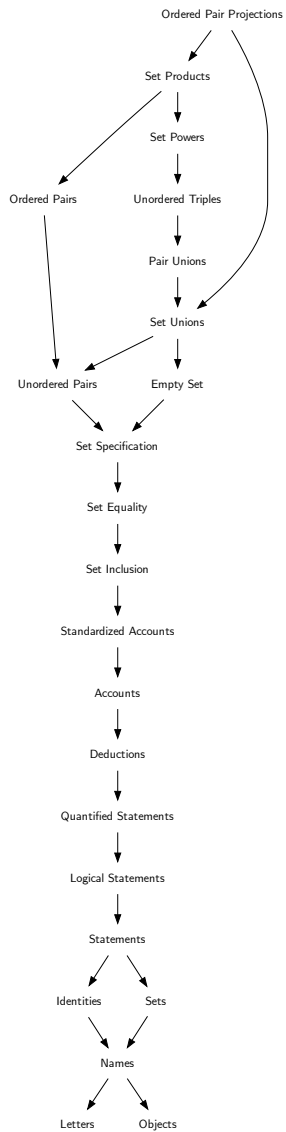 Ordered Pair Projections
Set Products
Set Powers
Ordered Pairs
Unordered Triples
Pair Unions
Set Unions
Unordered Pairs
Empty Set
Set Specification
Set Equality
Set Inclusion
Standardized Accounts
Accounts
Deductions
Quantified Statements
Logical Statements
Statements
Identities
Sets
Names
Letters
Objects